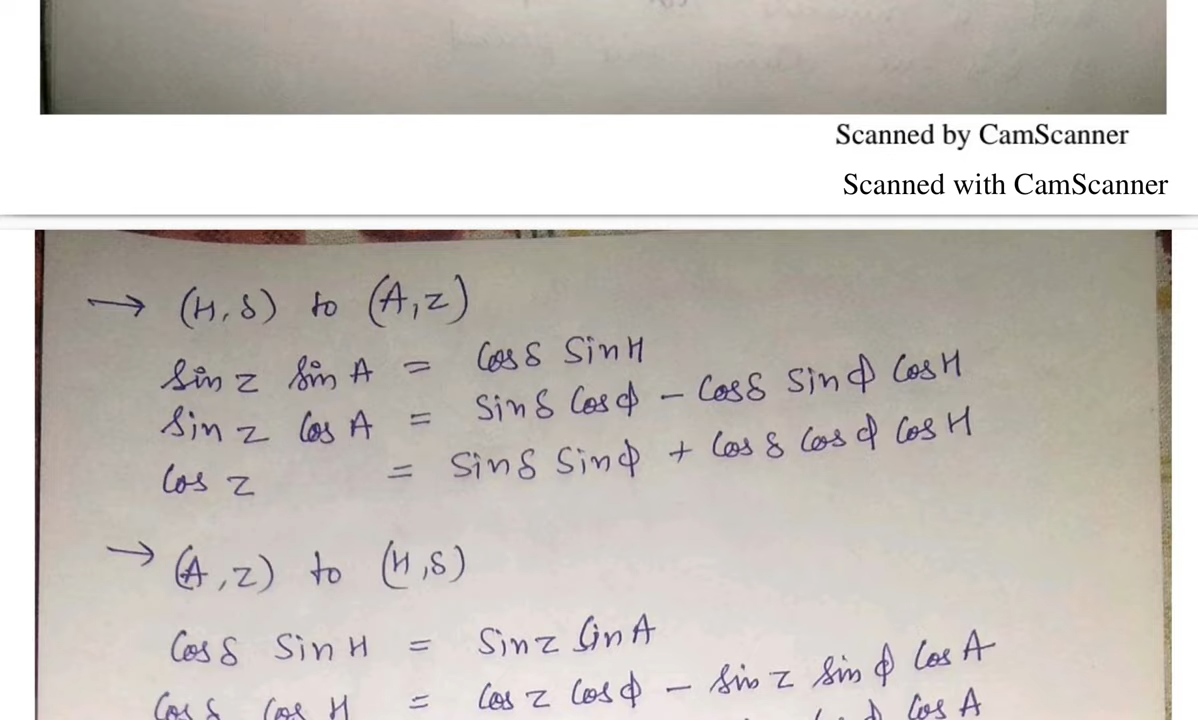 Scanned by CamScanner
Scanned with CamScanner
→ (H, δ) to (A, z)
Sin z Sin A = Cos δ Sin H
Sin z Cos A = Sin δ Cos ϕ - Cos δ Sin ϕ Cos H
Cos z = Sin δ Sin ϕ + Cos δ Cos ϕ Cos H
→ (A, z) to (H, δ)
Cos δ Sin H = Sin z Sin A
Cos δ Cos H = Cos z Cos ϕ - Sin z Sin ϕ Cos A
Cos A